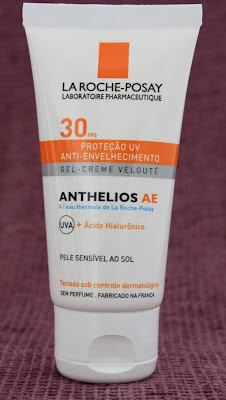 LA ROCHE-POSAY
LABORATOIRE PHARMACEUTIQUE
30 FPS
PROTEÇÃO UV
ANTI-ENVELHECIMENTO
GEL-CREME VELOUTÉ
ANTHELIOS AE
A l'eau thermale de La Roche-Posay
UVA + Ácido Hialurônico
PELE SENSÍVEL AO SOL
Testado sob controle dermatológico
SEM PERFUME - FABRICADO NA FRANÇA